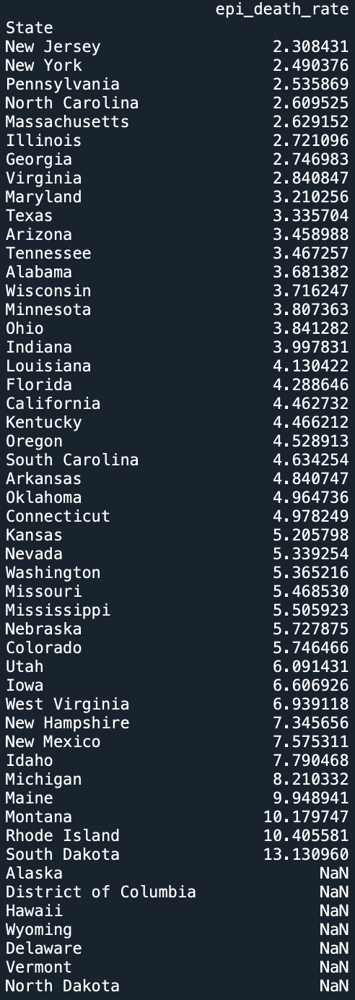 epi_death_rate
State
New Jersey 2.308431
New York 2.490376
Pennsylvania 2.535869
North Carolina 2.609525
Massachusetts 2.629152
Illinois 2.721096
Georgia 2.746983
Virginia 2.840847
Maryland 3.210256
Texas 3.335704
Arizona 3.458988
Tennessee 3.467257
Alabama 3.681382
Wisconsin 3.716247
Minnesota 3.807363
Ohio 3.841282
Indiana 3.997831
Louisiana 4.130422
Florida 4.288646
California 4.462732
Kentucky 4.466212
Oregon 4.528913
South Carolina 4.634254
Arkansas 4.840747
Oklahoma 4.964736
Connecticut 4.978249
Kansas 5.205798
Nevada 5.339254
Washington 5.365216
Missouri 5.468530
Mississippi 5.505923
Nebraska 5.727875
Colorado 5.746466
Utah 6.091431
Iowa 6.606926
West Virginia 6.939118
New Hampshire 7.345656
New Mexico 7.575311
Idaho 7.790468
Michigan 8.210332
Maine 9.948941
Montana 10.179747
Rhode Island 10.405581
South Dakota 13.130960
Alaska NaN
District of Columbia NaN
Hawaii NaN
Wyoming NaN
Delaware NaN
Vermont NaN
North Dakota NaN